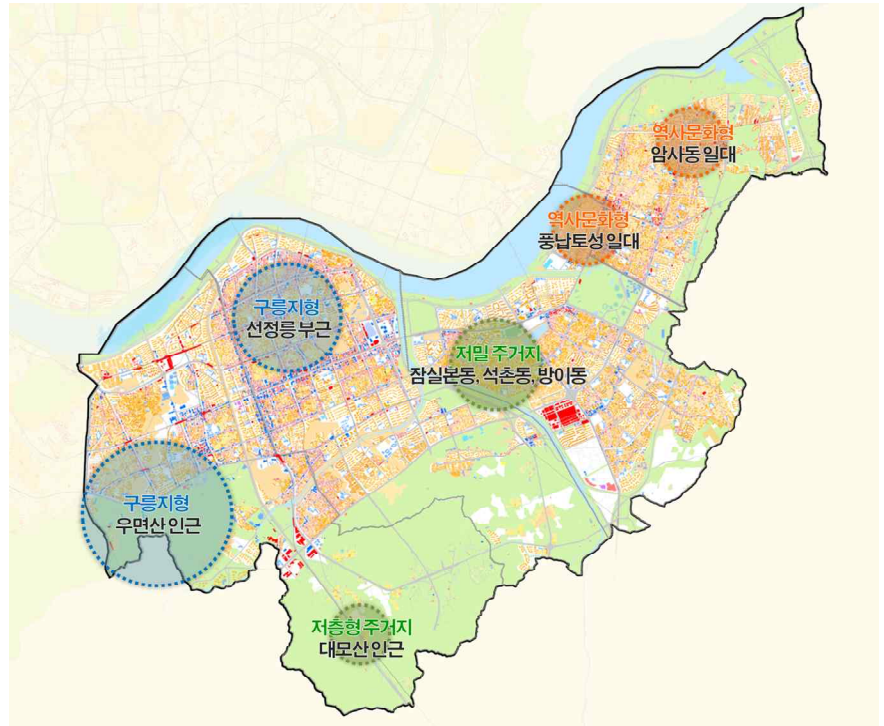 역사문화형
암사동 일대
역사문화형
풍납토성 일대
구릉지형
선정릉 부근
저밀 주거지
잠실본동, 석촌동, 방이동
구릉지형
우면산 인근
저층형 주거지
대모산 인근